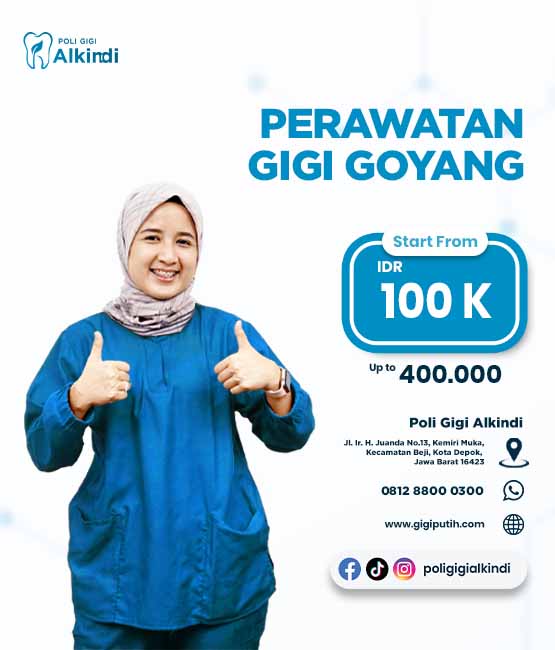 POLI GIGI
Alkindi
PERAWATAN
GIGI GOYANG
Start From
IDR
100 K
Up to 400.000
Poli Gigi Alkindi
Jl. Ir. H. Juanda No.13, Kemiri Muka,
Kecamatan Beji, Kota Depok,
Jawa Barat 16423
0812 8800 0300
www.gigiputih.com
poligigialkindi